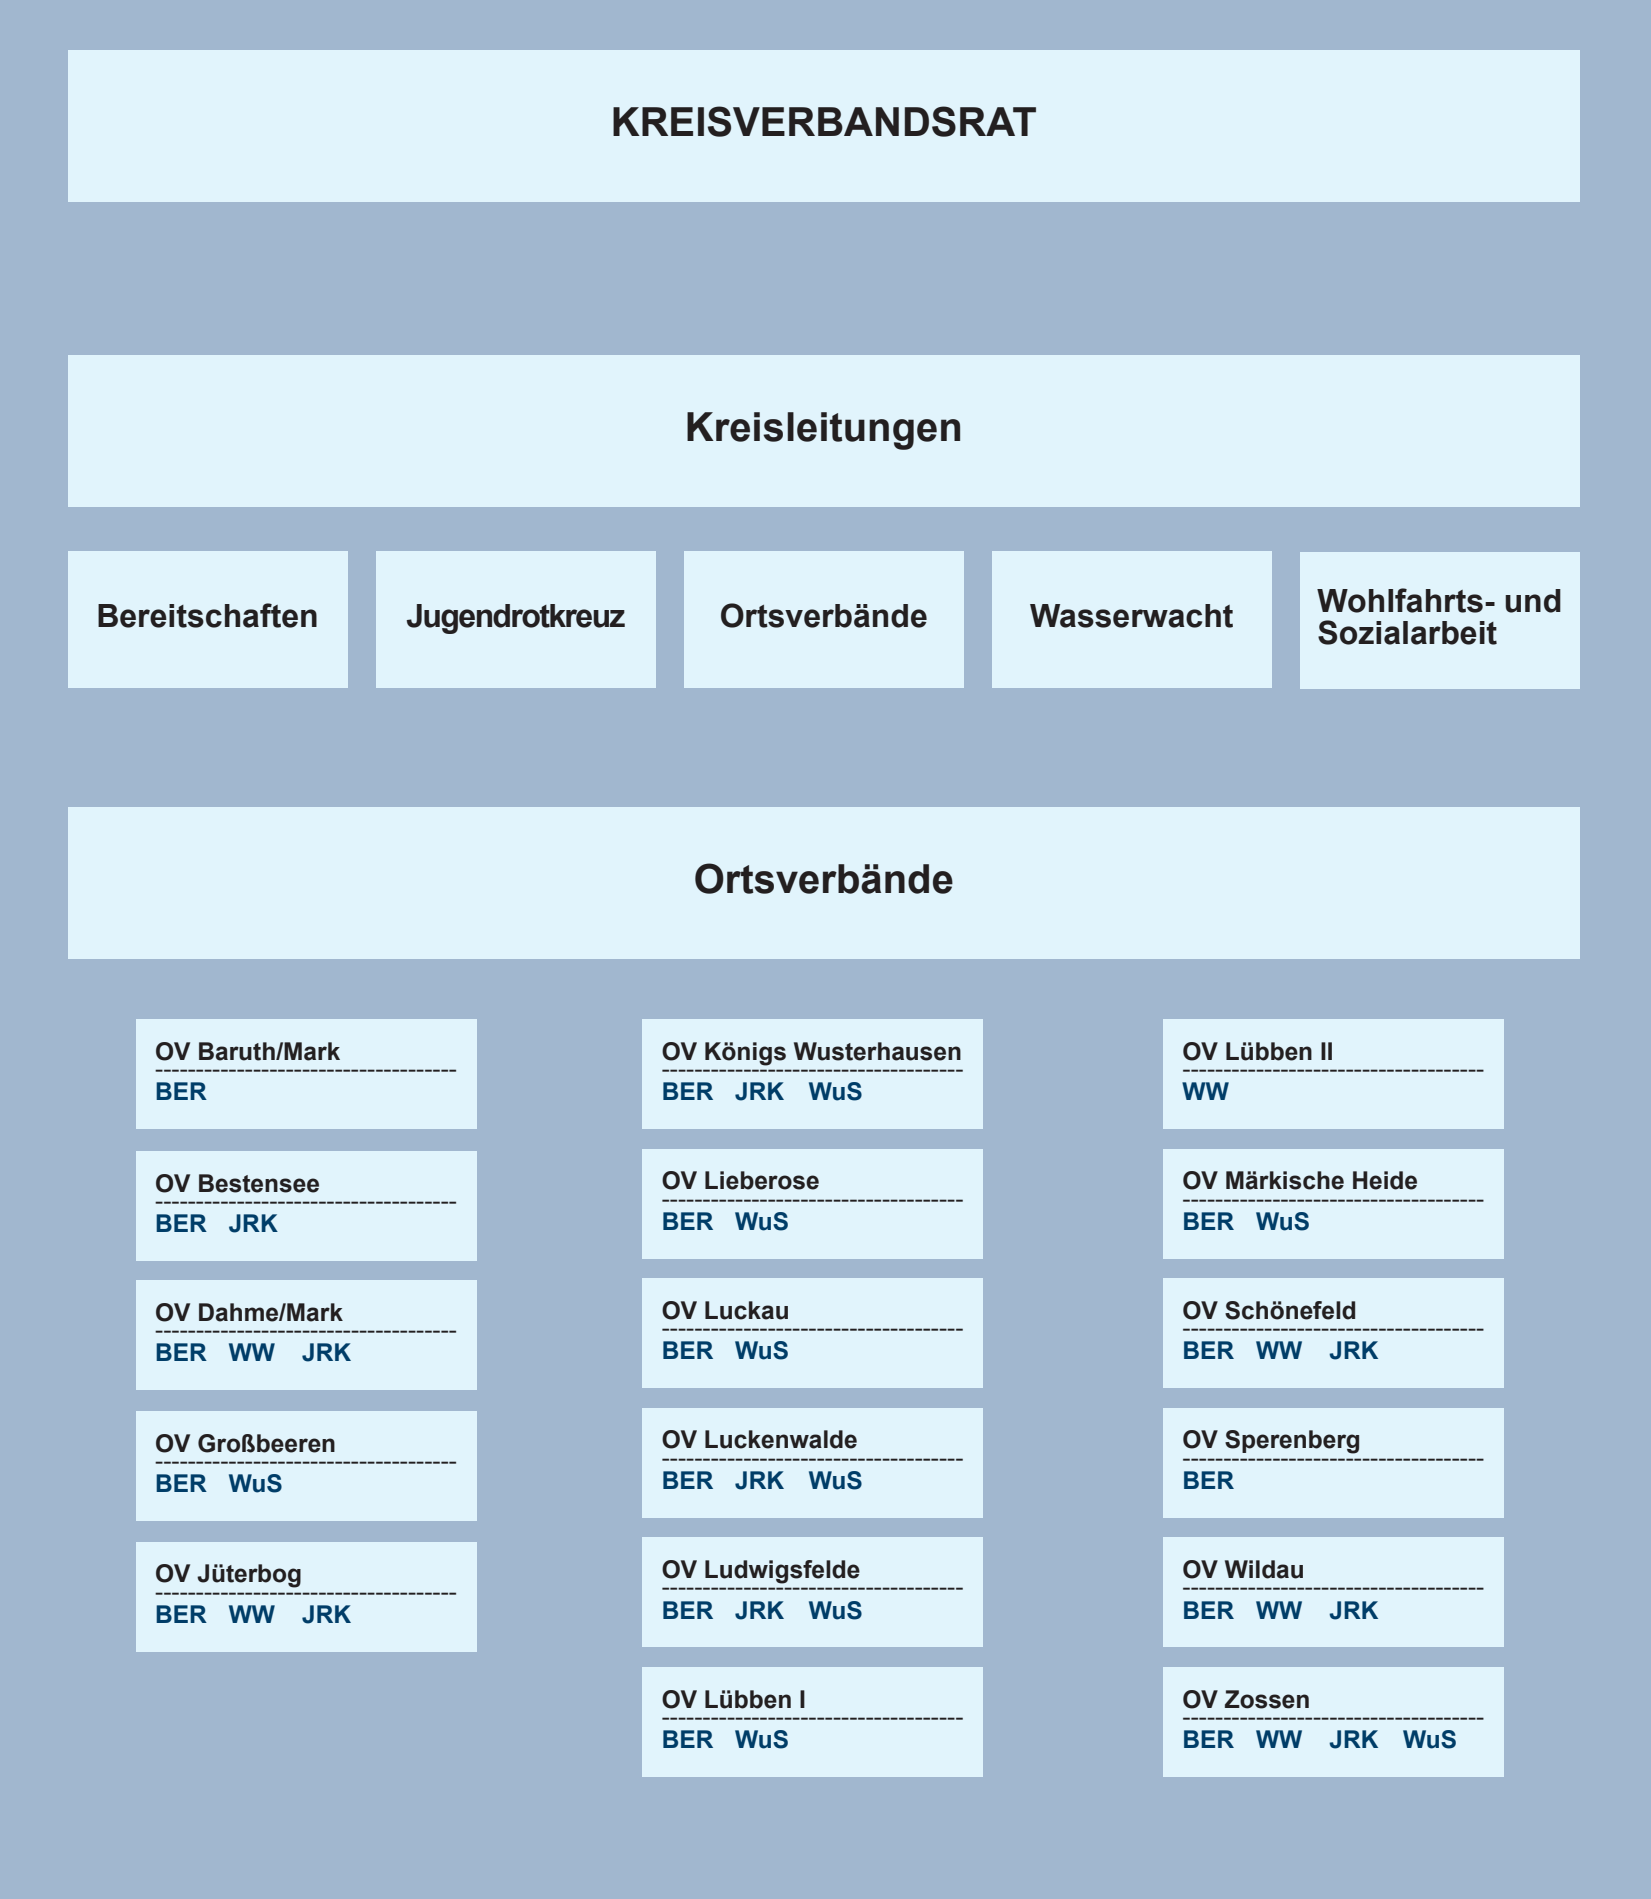 KREISVERBANDSRAT
Kreisleitungen
Bereitschaften
Jugendrotkreuz
Ortsverbände
Wasserwacht
Wohlfahrts- und
Sozialarbeit
Ortsverbände
OV Baruth/Mark
BER
OV Bestensee
BER JRK
OV Dahme/Mark
BER WW JRK
OV Großbeeren
BER WuS
OV Jüterbog
BER WW JRK
OV Königs Wusterhausen
BER JRK WuS
OV Lieberose
BER WuS
OV Luckau
BER WuS
OV Luckenwalde
BER JRK WuS
OV Ludwigsfelde
BER JRK WuS
OV Lübben I
BER WuS
OV Lübben II
WW
OV Märkische Heide
BER WuS
OV Schönefeld
BER WW JRK
OV Sperenberg
BER
OV Wildau
BER WW JRK
OV Zossen
BER WW JRK WuS